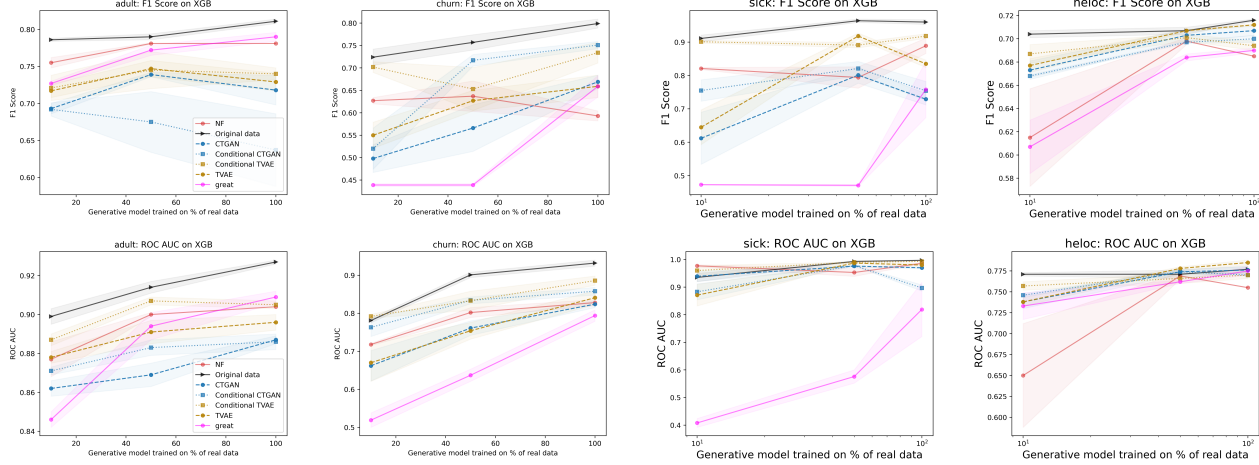 adult: F1 Score on XGB
churn: F1 Score on XGB
sick: F1 Score on XGB
heloc: F1 Score on XGB
F1 Score
0.80
0.75
0.70
0.65
0.60
20 40 60 80 100
Generative model trained on % of real data
NF
Original data
CTGAN
Conditional CTGAN
Conditional TVAE
TVAE
great
F1 Score
0.80
0.75
0.70
0.65
0.60
0.55
0.50
0.45
20 40 60 80 100
Generative model trained on % of real data
F1 Score
0.9
0.8
0.7
0.6
0.5
10¹ 10²
Generative model trained on % of real data
F1 Score
0.72
0.70
0.68
0.66
0.64
0.62
0.60
0.58
10¹ 10²
Generative model trained on % of real data
adult: ROC AUC on XGB
churn: ROC AUC on XGB
sick: ROC AUC on XGB
heloc: ROC AUC on XGB
ROC AUC
0.92
0.90
0.88
0.86
0.84
20 40 60 80 100
Generative model trained on % of real data
NF
Original data
CTGAN
Conditional CTGAN
Conditional TVAE
TVAE
great
ROC AUC
0.9
0.8
0.7
0.6
0.5
20 40 60 80 100
Generative model trained on % of real data
ROC AUC
1.0
0.9
0.8
0.7
0.6
0.5
0.4
10¹ 10²
Generative model trained on % of real data
ROC AUC
0.775
0.750
0.725
0.700
0.675
0.650
0.625
0.600
10¹ 10²
Generative model trained on % of real data